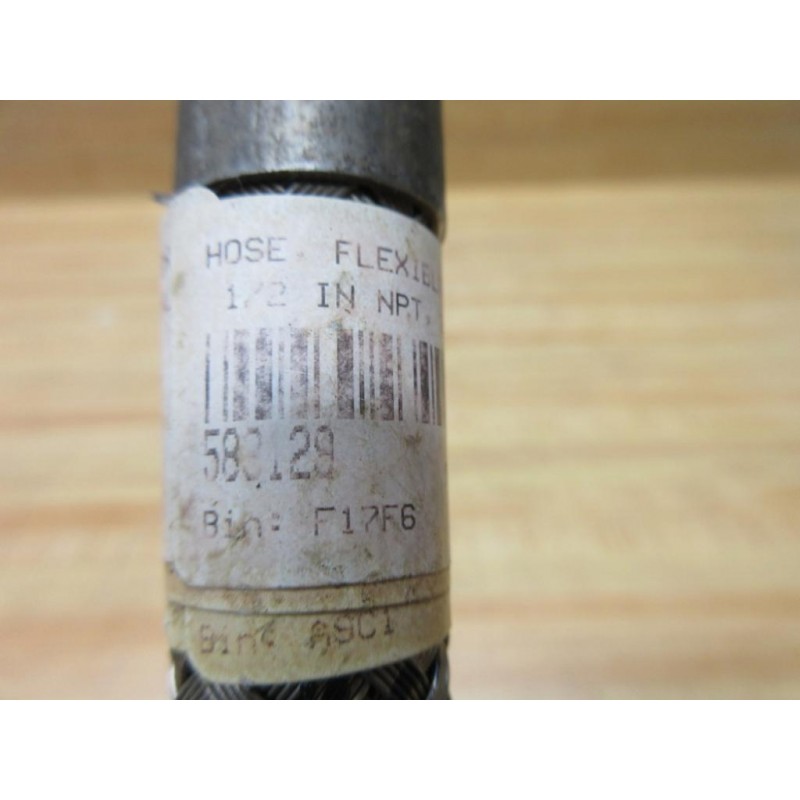 HOSE FLEXIBL
1/2 IN NPT,
583129
Bin: F17F6
Bin: A9C1